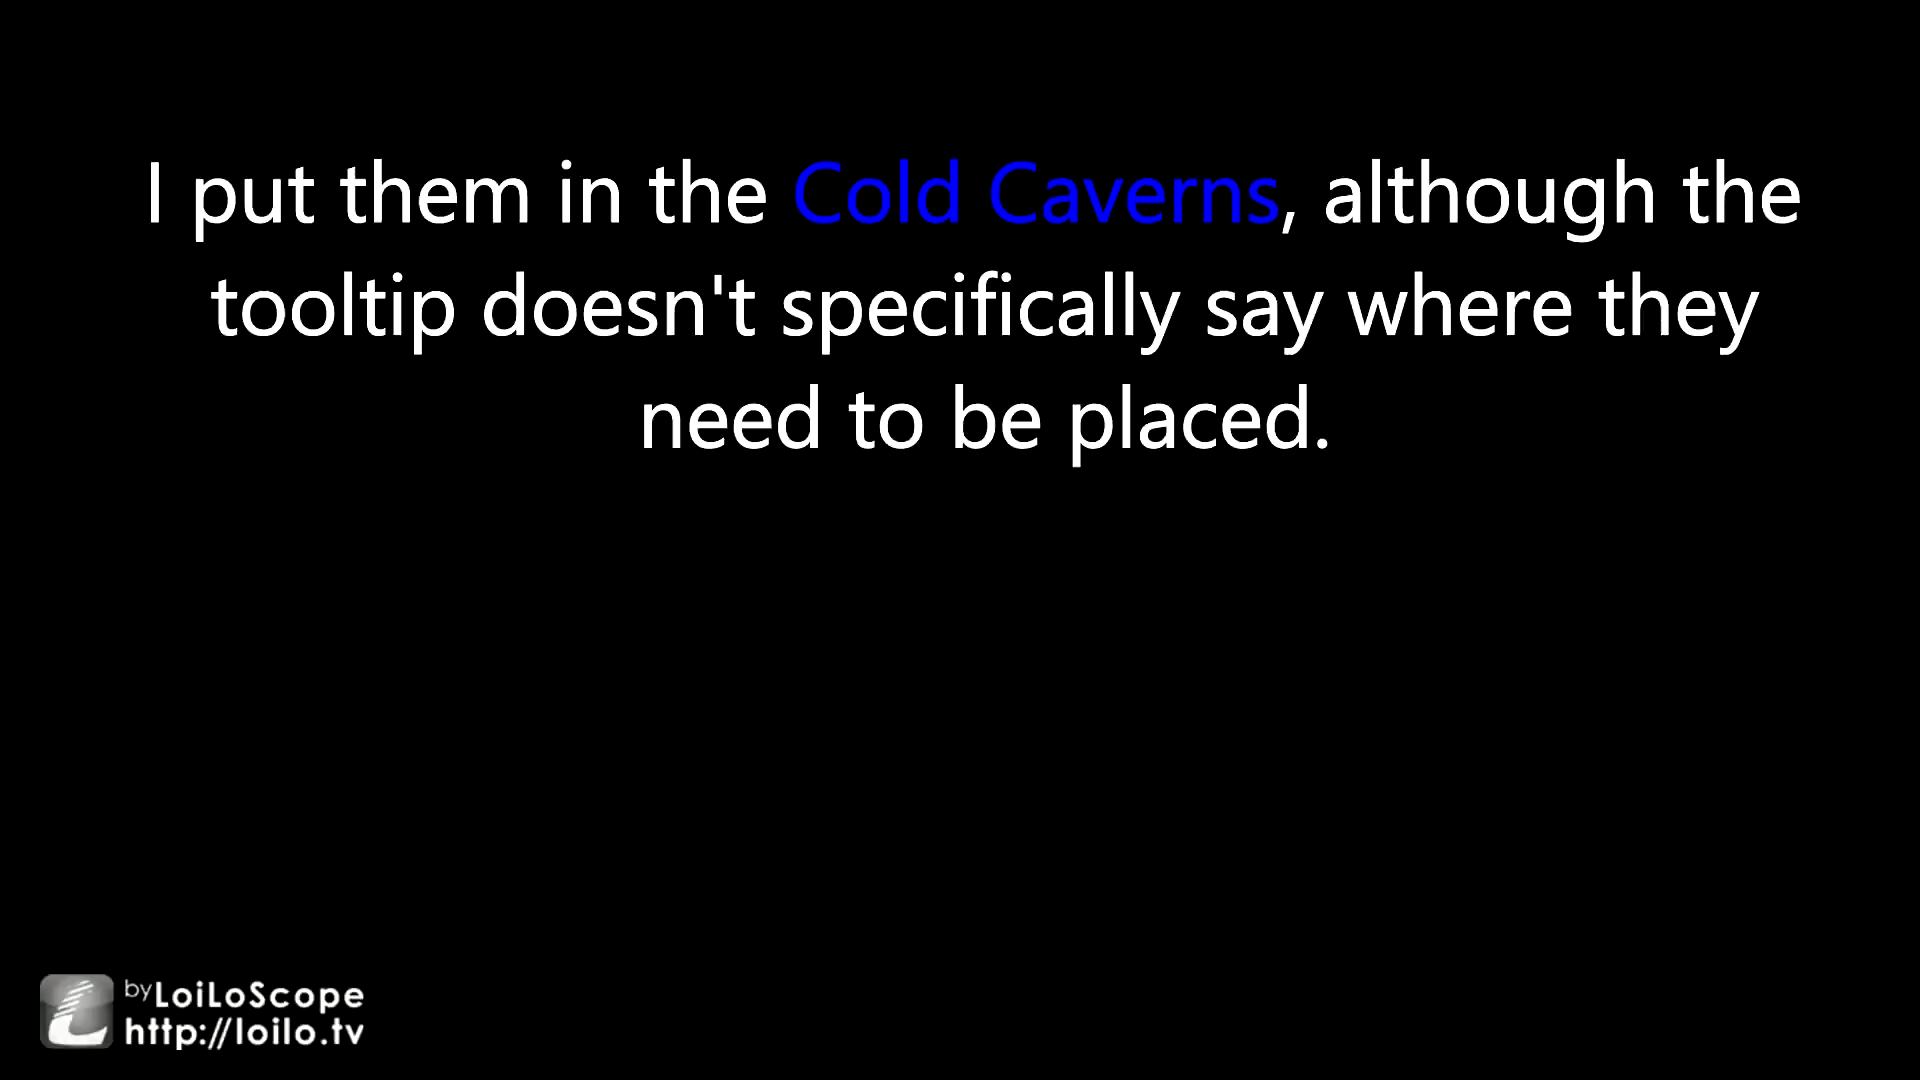 I put them in the Cold Caverns, although the
tooltip doesn't specifically say where they
need to be placed.
by LoiLoScope
http://loilo.tv